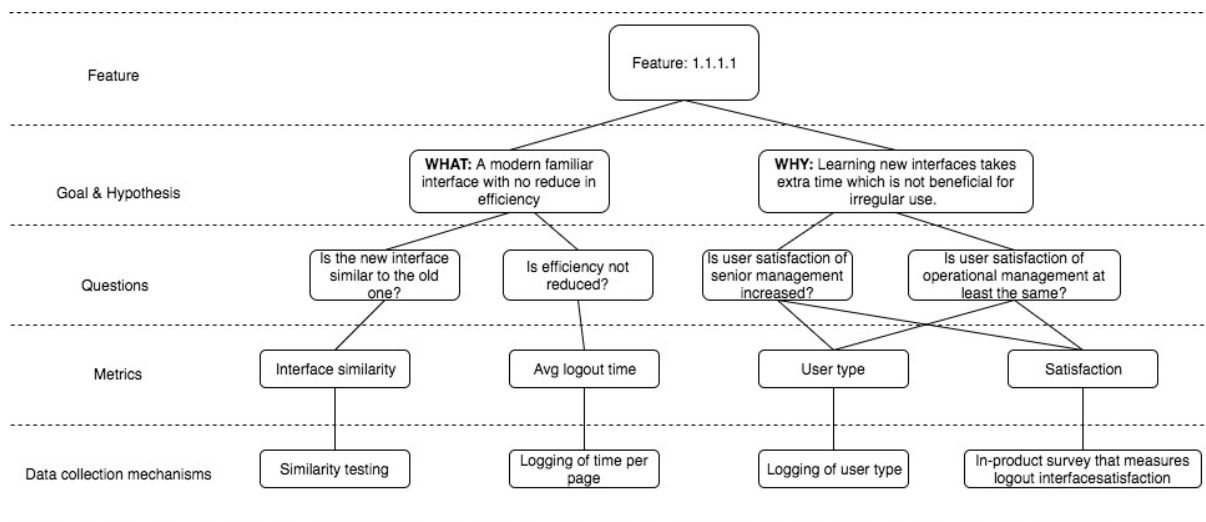 Feature
Feature: 1.1.1.1
Goal & Hypothesis
WHAT: A modern familiar
interface with no reduce in
efficiency
WHY: Learning new interfaces takes
extra time which is not beneficial for
irregular use.
Questions
Is the new interface
similar to the old
one?
Is efficiency not
reduced?
Is user satisfaction of
senior management
increased?
Is user satisfaction of
operational management at
least the same?
Metrics
Interface similarity
Avg logout time
User type
Satisfaction
Data collection mechanisms
Similarity testing
Logging of time per
page
Logging of user type
In-product survey that measures
logout interfacesatisfaction